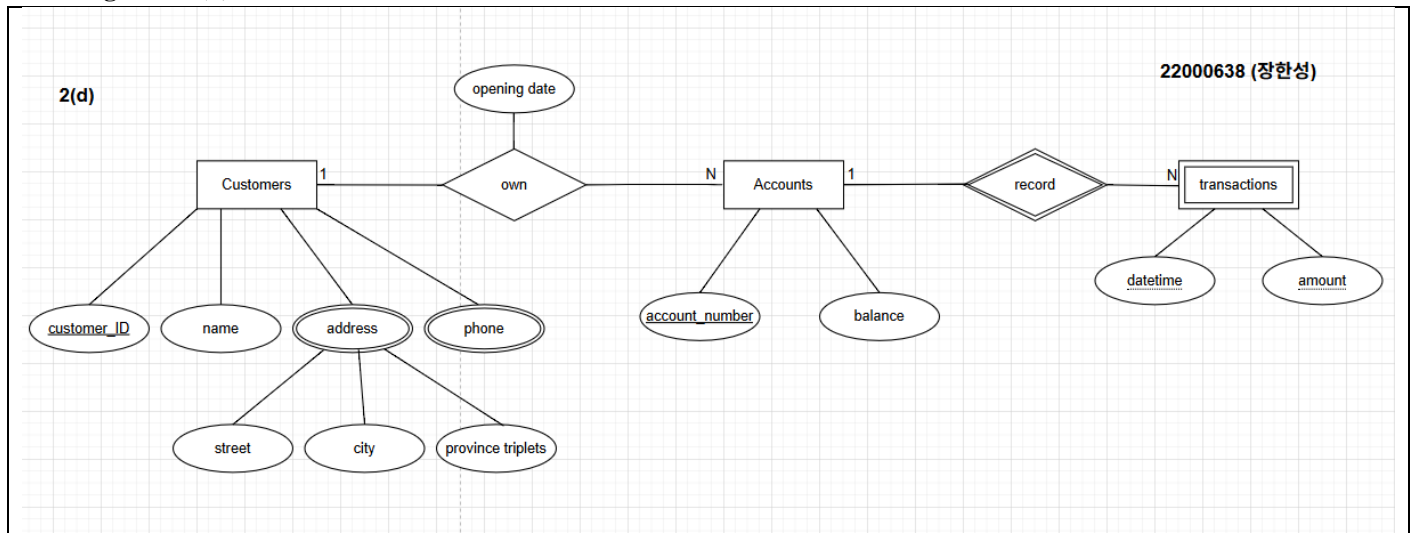 22000638 (장한성)
2(d)
opening date
Customers
1
own
N
Accounts
1
record
N
transactions
datetime
amount
customer_ID
name
address
phone
account_number
balance
street
city
province triplets